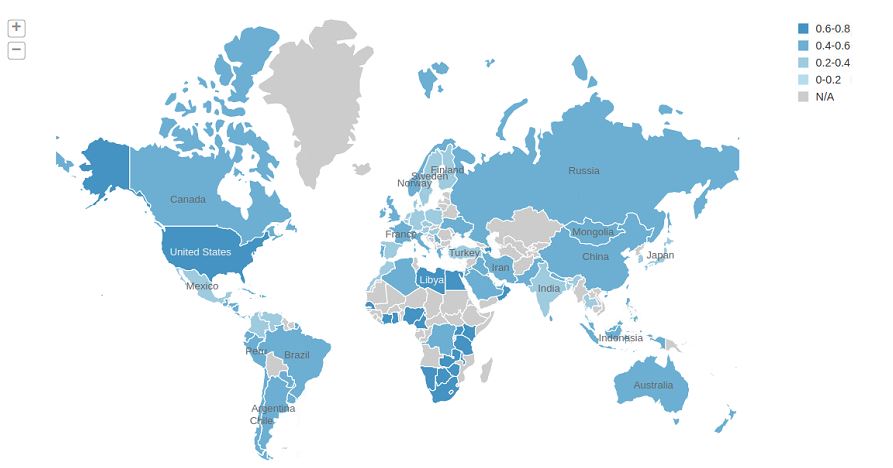 +
−
0.6-0.8
0.4-0.6
0.2-0.4
0-0.2
N/A
Finland
Sweden
Norway
Russia
Canada
France
Mongolia
United States
Turkey
China
Japan
Iran
Libya
Mexico
India
Indonesia
Peru
Brazil
Australia
Argentina
Chile